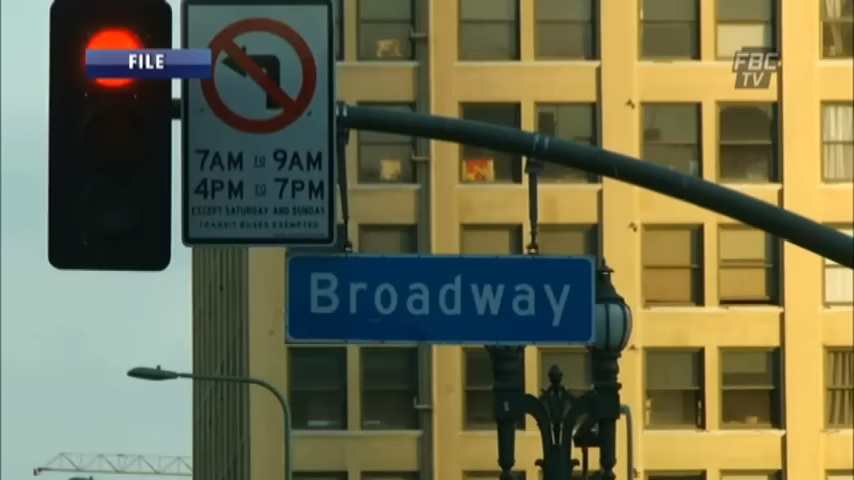 FILE
FBC
TV
7AM TO 9AM
4PM TO 7PM
EXCEPT SATURDAY AND SUNDAY
TRANSIT BUSES EXEMPTED
Broadway